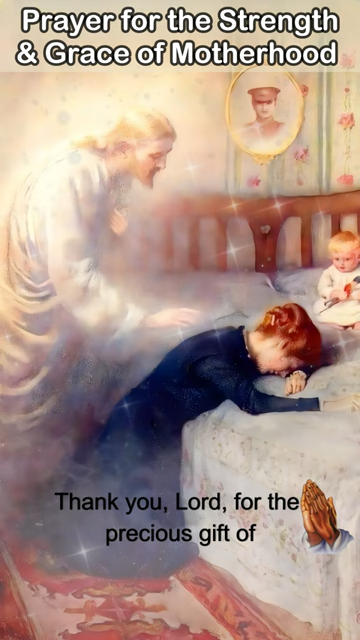 Prayer for the Strength
& Grace of Motherhood
Thank you, Lord, for the
precious gift of